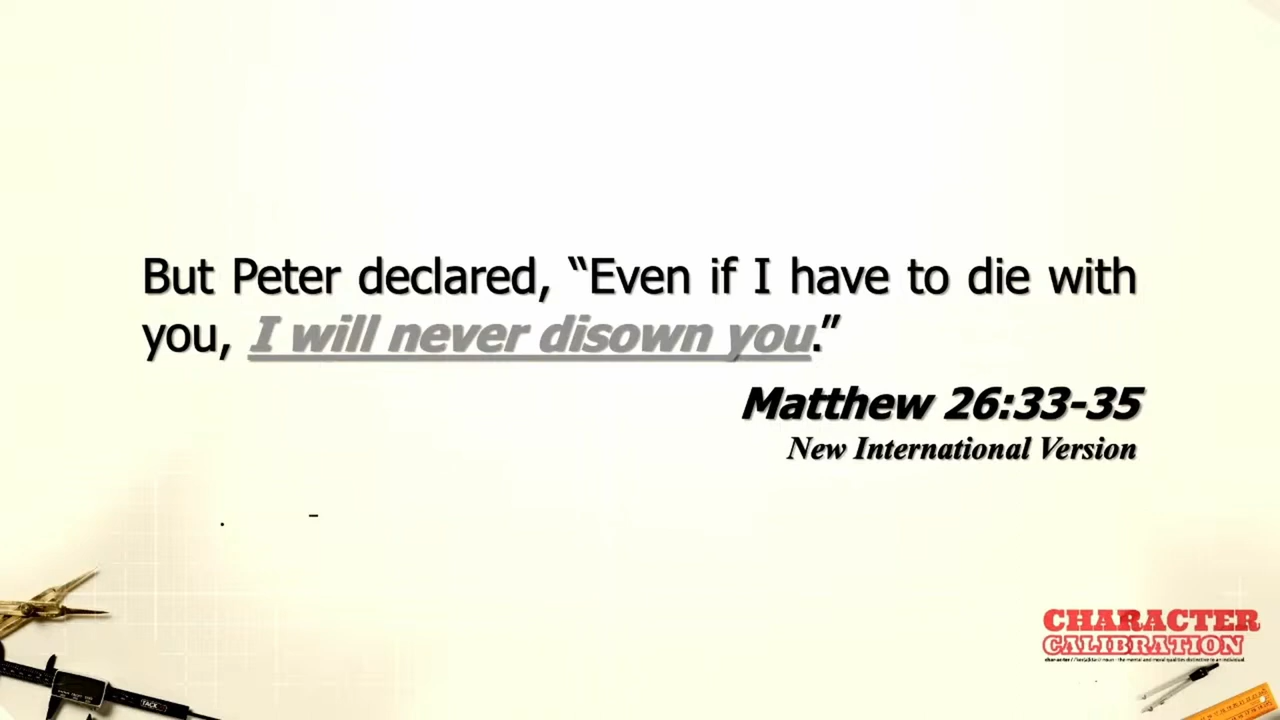 But Peter declared, “Even if I have to die with
you, I will never disown you.”
Matthew 26:33-35
New International Version
. -
CHARACTER
CALIBRATION